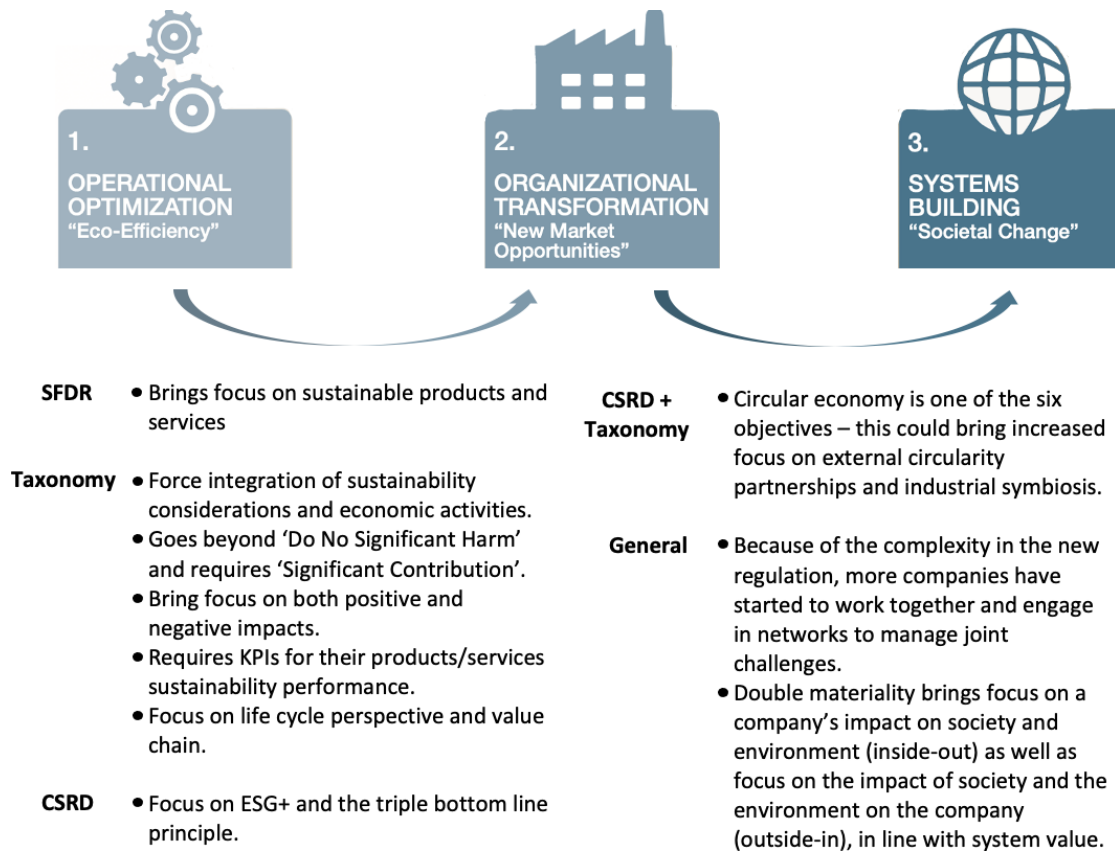 1.
OPERATIONAL
OPTIMIZATION
“Eco-Efficiency”
2.
ORGANIZATIONAL
TRANSFORMATION
“New Market
Opportunities”
3.
SYSTEMS
BUILDING
“Societal Change”
SFDR
• Brings focus on sustainable products and
services
Taxonomy
• Force integration of sustainability
considerations and economic activities.
• Goes beyond ‘Do No Significant Harm’
and requires ‘Significant Contribution’.
• Bring focus on both positive and
negative impacts.
• Requires KPIs for their products/services
sustainability performance.
• Focus on life cycle perspective and value
chain.
CSRD
• Focus on ESG+ and the triple bottom line
principle.
CSRD +
Taxonomy
• Circular economy is one of the six
objectives – this could bring increased
focus on external circularity
partnerships and industrial symbiosis.
General
• Because of the complexity in the new
regulation, more companies have
started to work together and engage
in networks to manage joint
challenges.
• Double materiality brings focus on a
company’s impact on society and
environment (inside-out) as well as
focus on the impact of society and the
environment on the company
(outside-in), in line with system value.